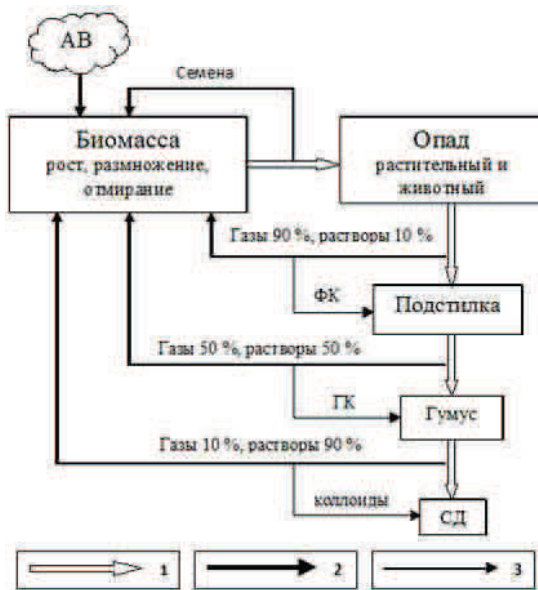 АВ
Семена
Биомасса
рост, размножение,
отмирание
Опад
растительный и
животный
Газы 90 %, растворы 10 %
ФК
Подстилка
Газы 50 %, растворы 50 %
ГК
Гумус
Газы 10 %, растворы 90 %
коллоиды
СД
1
2
3